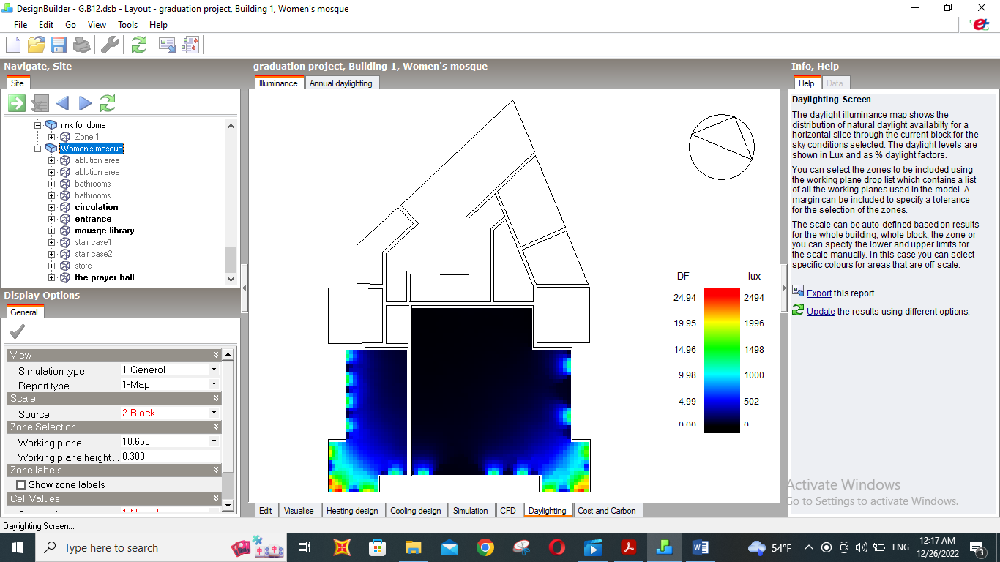 DesignBuilder - G.B12.dsb - Layout - graduation project, Building 1, Women's mosque
File Edit Go View Tools Help
Navigate, Site
Site
rink for dome
Zone 1
Women's mosque
ablution area
ablution area
bathrooms
bathrooms
circulation
entrance
mousqe library
stair case1
stair case2
store
the prayer hall
Display Options
General
View
Simulation type 1-General
Report type 1-Map
Scale
Source 2-Block
Zone Selection
Working plane 10.658
Working plane height ... 0.300
Zone labels
Show zone labels
Cell Values
graduation project, Building 1, Women's mosque
Illuminance Annual daylighting
DF lux
24.94 2494
19.95 1996
14.96 1498
9.98 1000
4.99 502
0.00 0
Edit Visualise Heating design Cooling design Simulation CFD Daylighting Cost and Carbon
Info, Help
Help Data
Daylighting Screen
The daylight illuminance map shows the
distribution of natural daylight availabilty for a
horizontal slice through the current block for the
sky conditions selected. The daylight levels are
shown in Lux and as % daylight factors.
You can select the zones to be included using
the working plane drop list which contains a list
of all the working planes used in the model. A
margin can be included to specify a tolerance
for the selection of the zones.
The scale can be auto-defined based on results
for the whole building, whole block, the zone or
you can specify the lower and upper limits for
the scale manually. In this case you can select
specific colours for areas that are off scale.
Export this report
Update the results using different options.
Activate Windows
Go to Settings to activate Windows.
Daylighting Screen...
Type here to search
54°F
ENG
12:17 AM
12/26/2022
3